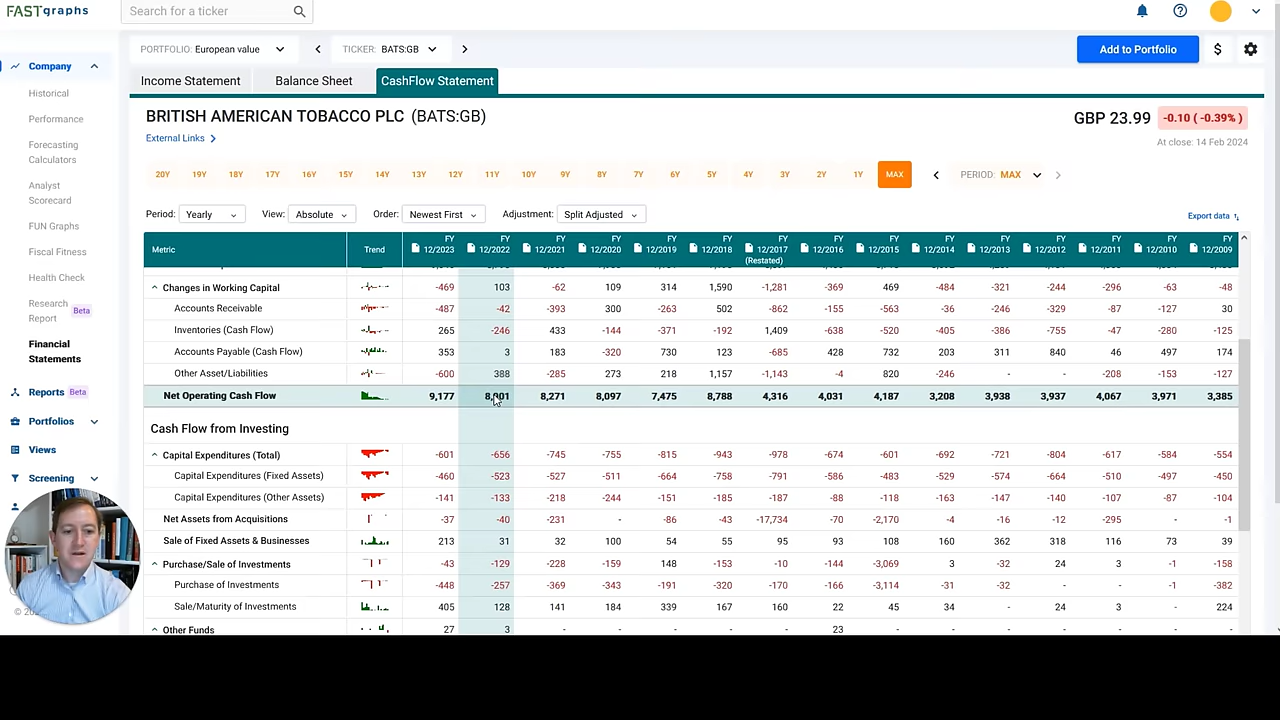 FAST graphs
Search for a ticker
Company
Historical
Performance
Forecasting
Calculators
Analyst
Scorecard
FUN Graphs
Fiscal Fitness
Health Check
Research
Report
Beta
Financial
Statements
Reports Beta
Portfolios
Views
Screening
PORTFOLIO: European value
TICKER: BATS:GB
Add to Portfolio
$
Income Statement
Balance Sheet
CashFlow Statement
BRITISH AMERICAN TOBACCO PLC (BATS:GB)
External Links
GBP 23.99 -0.10 ( -0.39% )
At close: 14 Feb 2024
20Y 19Y 18Y 17Y 16Y 15Y 14Y 13Y 12Y 11Y 10Y 9Y 8Y 7Y 6Y 5Y 4Y 3Y 2Y 1Y MAX PERIOD: MAX
Period: Yearly View: Absolute Order: Newest First Adjustment: Split Adjusted
Export data
Metric Trend FY 12/2023 FY 12/2022 FY 12/2021 FY 12/2020 FY 12/2019 FY 12/2018 FY 12/2017 (Restated) FY 12/2016 FY 12/2015 FY 12/2014 FY 12/2013 FY 12/2012 FY 12/2011 FY 12/2010 FY 12/2009
Changes in Working Capital -469 103 -62 109 314 1,590 -1,281 -369 469 -484 -321 -244 -296 -63 -48
Accounts Receivable -487 -42 -393 300 -263 502 -862 -155 -563 -36 -246 -329 -87 -127 30
Inventories (Cash Flow) 265 -246 433 -144 -371 -192 1,409 -638 -520 -405 -386 -755 -47 -280 -125
Accounts Payable (Cash Flow) 353 3 183 -320 730 123 -685 428 732 203 311 840 46 497 174
Other Asset/Liabilities -600 388 -285 273 218 1,157 -1,143 -4 820 -246 - - -208 -153 -127
Net Operating Cash Flow 9,177 8,271 8,097 7,475 8,788 4,316 4,031 4,187 3,208 3,938 3,937 4,067 3,971 3,385
Cash Flow from Investing
Capital Expenditures (Total) -601 -656 -745 -755 -815 -943 -978 -674 -601 -692 -721 -804 -617 -584 -554
Capital Expenditures (Fixed Assets) -460 -523 -527 -511 -664 -758 -791 -586 -483 -529 -574 -664 -510 -497 -450
Capital Expenditures (Other Assets) -141 -133 -218 -244 -151 -185 -187 -88 -118 -163 -147 -140 -107 -87 -104
Net Assets from Acquisitions -37 -40 -231 - -86 -43 -17,734 -70 -2,170 -4 -16 -12 -295 - -1
Sale of Fixed Assets & Businesses 213 31 32 100 54 55 95 93 108 160 362 318 116 73 39
Purchase/Sale of Investments -43 -129 -228 -159 148 -153 -10 -144 -3,069 3 -32 24 3 -1 -158
Purchase of Investments -448 -257 -369 -343 -191 -320 -170 -166 -3,114 -31 -32 - - -1 -382
Sale/Maturity of Investments 405 128 141 184 339 167 160 22 45 34 - 24 3 - 224
Other Funds 27 3 - - - - - 23 - - - - - - -